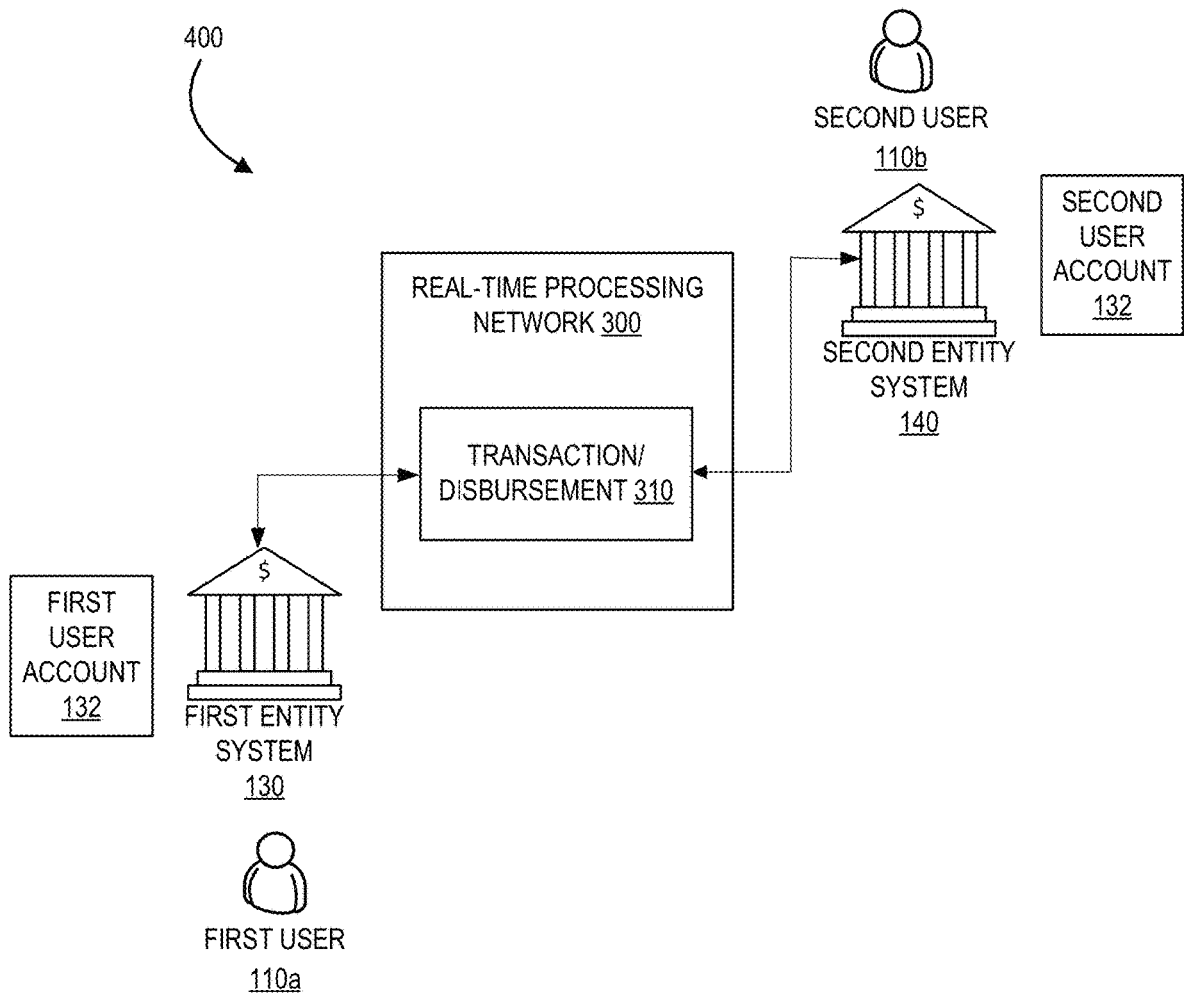 400
SECOND USER
110b
$
SECOND
USER
ACCOUNT
132
SECOND ENTITY
SYSTEM
140
REAL-TIME PROCESSING
NETWORK 300
TRANSACTION/
DISBURSEMENT 310
$
FIRST
USER
ACCOUNT
132
FIRST ENTITY
SYSTEM
130
FIRST USER
110a